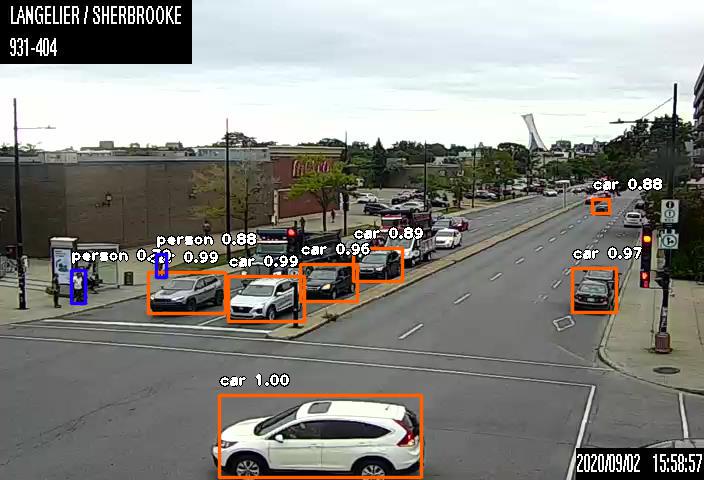 LANGELIER / SHERBROOKE
931-404
car 0.88
person 0.88
car 0.89
car 0.96
0.99
car 0.99
car 0.97
car 1.00
2020/09/02 15:58:57